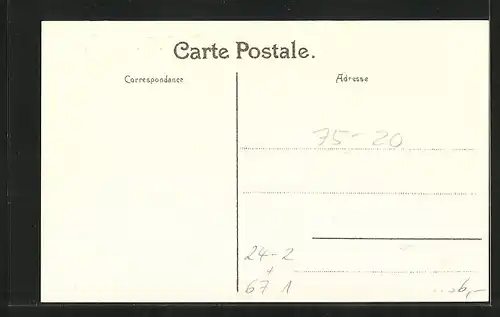 Carte Postale.
Correspondance
Adresse
75- 20
24-2
67 1